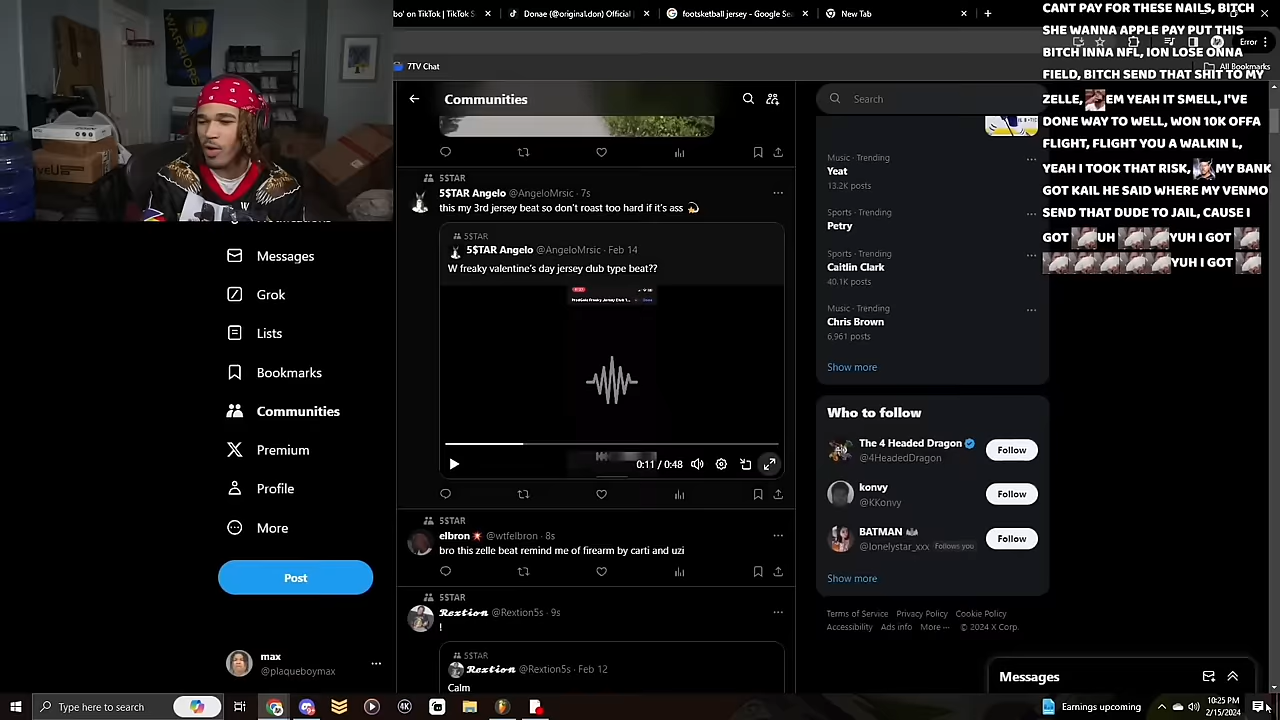 WARRIORS
bo' on TikTok | TikTok S
Donae (@original.don) Official
footsketball jersey - Google Sea
New Tab
Error
7TV Chat
All Bookmarks
Communities
Search
Music · Trending
Yeat
13.2K posts
Sports · Trending
Petry
Sports · Trending
Caitlin Clark
40.1K posts
Music · Trending
Chris Brown
6,961 posts
Show more
Who to follow
The 4 Headed Dragon
@4HeadedDragon
Follow
konvy
@KKonvy
Follow
BATMAN
@lonelystar_xxx Follows you
Follow
Show more
Terms of Service Privacy Policy Cookie Policy
Accessibility Ads info More ··· © 2024 X Corp.
Messages
5$TAR
5$TAR Angelo @AngeloMrsic · 7s
this my 3rd jersey beat so don't roast too hard if it's ass
5$TAR
5$TAR Angelo @AngeloMrsic · Feb 14
W freaky valentine's day jersey club type beat??
0:11 / 0:48
5$TAR
elbron @wtfelbron · 8s
bro this zelle beat remind me of firearm by carti and uzi
5$TAR
Rextion @Rextion5s · 9s
!
5$TAR
Rextion @Rextion5s · Feb 12
Calm
Messages
Grok
Lists
Bookmarks
Communities
Premium
Profile
More
Post
max
@plaqueboymax
CANT PAY FOR THESE NAILS, BITCH
SHE WANNA APPLE PAY PUT THIS
BITCH INNA NFL, ION LOSE ONNA
FIELD, BITCH SEND THAT SHIT TO MY
ZELLE, EM YEAH IT SMELL, I'VE
DONE WAY TO WELL, WON 10K OFFA
FLIGHT, FLIGHT YOU A WALKIN L,
YEAH I TOOK THAT RISK, MY BANK
GOT KAIL HE SAID WHERE MY VENMO
SEND THAT DUDE TO JAIL, CAUSE I
GOT UH YUH I GOT
YUH I GOT
Type here to search
Earnings upcoming
10:25 PM
2/15/2024